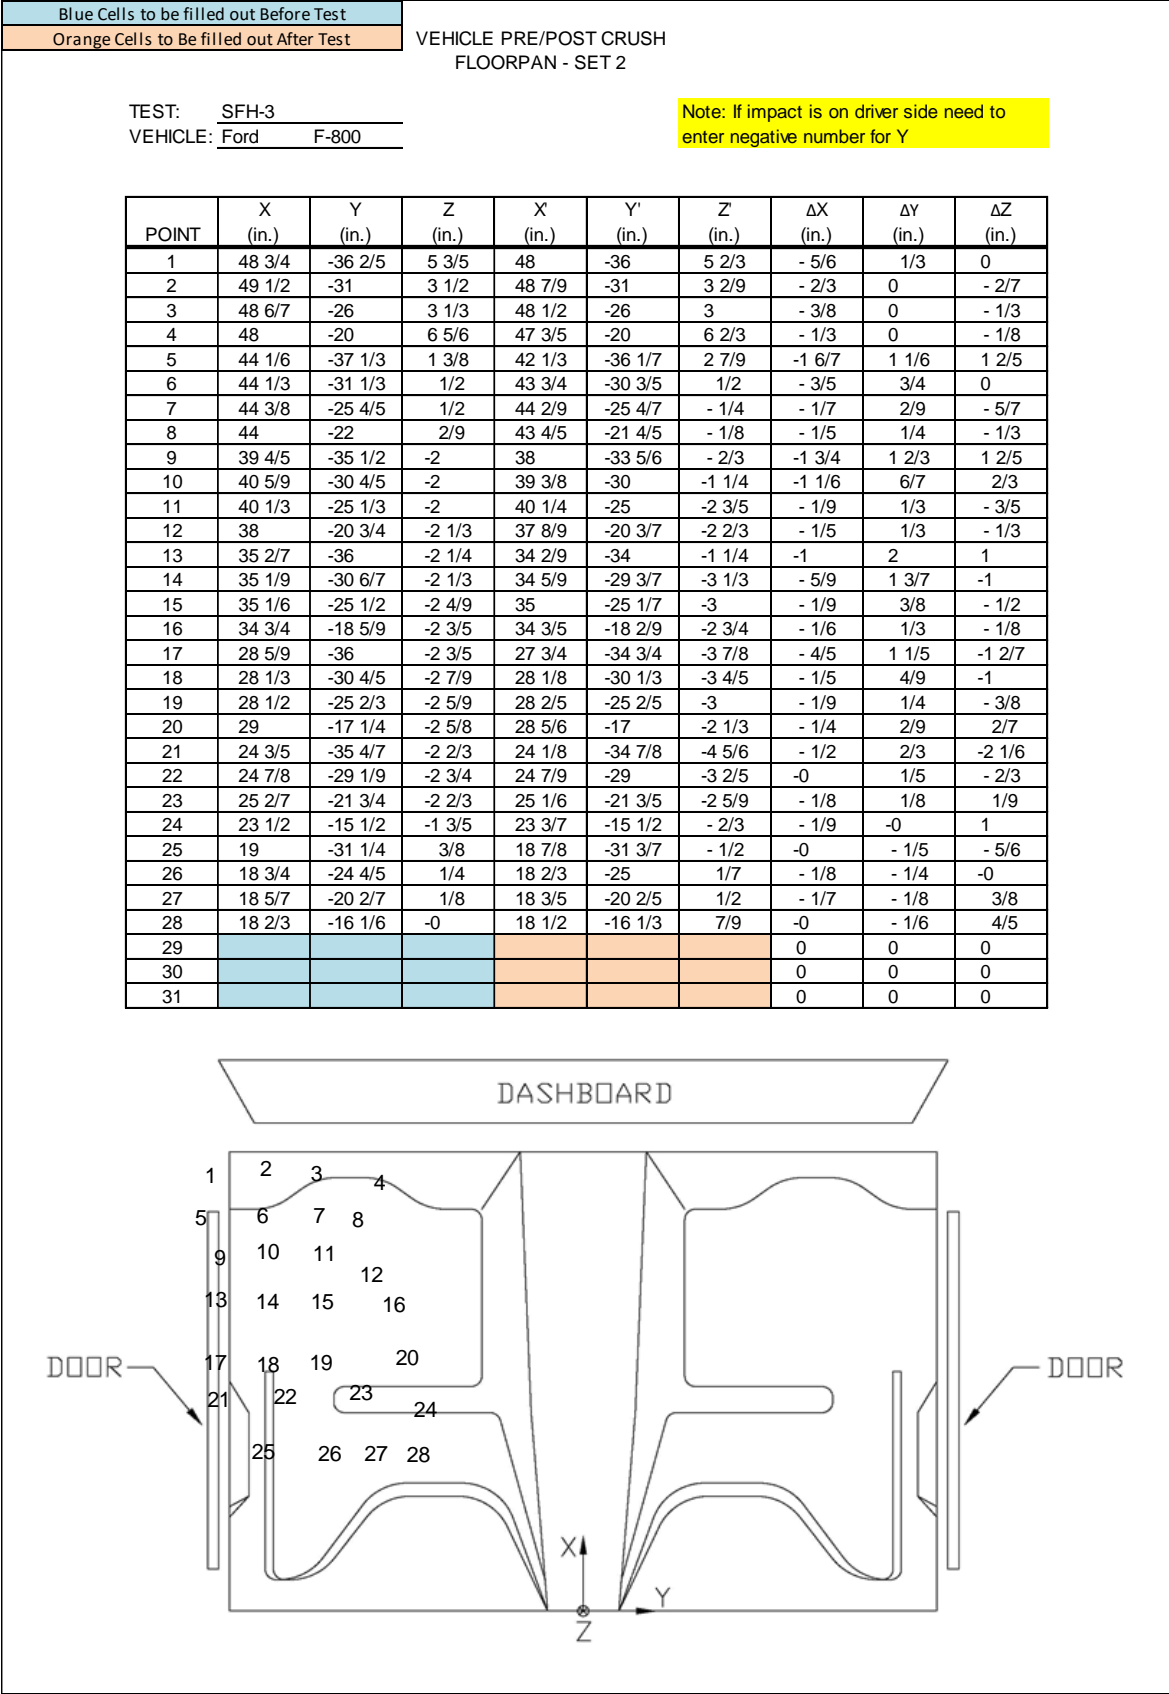 Blue Cells to be filled out Before Test
Orange Cells to Be filled out After Test
VEHICLE PRE/POST CRUSH
FLOORPAN - SET 2
TEST: SFH-3
VEHICLE: Ford F-800
Note: If impact is on driver side need to
enter negative number for Y
X Y Z X' Y' Z' ΔX ΔY ΔZ
POINT (in.) (in.) (in.) (in.) (in.) (in.) (in.) (in.) (in.)
1 48 3/4 -36 2/5 5 3/5 48 -36 5 2/3 - 5/6 1/3 0
2 49 1/2 -31 3 1/2 48 7/9 -31 3 2/9 - 2/3 0 - 2/7
3 48 6/7 -26 3 1/3 48 1/2 -26 3 - 3/8 0 - 1/3
4 48 -20 6 5/6 47 3/5 -20 6 2/3 - 1/3 0 - 1/8
5 44 1/6 -37 1/3 1 3/8 42 1/3 -36 1/7 2 7/9 -1 6/7 1 1/6 1 2/5
6 44 1/3 -31 1/3 1/2 43 3/4 -30 3/5 1/2 - 3/5 3/4 0
7 44 3/8 -25 4/5 1/2 44 2/9 -25 4/7 - 1/4 - 1/7 2/9 - 5/7
8 44 -22 2/9 43 4/5 -21 4/5 - 1/8 - 1/5 1/4 - 1/3
9 39 4/5 -35 1/2 -2 38 -33 5/6 - 2/3 -1 3/4 1 2/3 1 2/5
10 40 5/9 -30 4/5 -2 39 3/8 -30 -1 1/4 -1 1/6 6/7 2/3
11 40 1/3 -25 1/3 -2 40 1/4 -25 -2 3/5 - 1/9 1/3 - 3/5
12 38 -20 3/4 -2 1/3 37 8/9 -20 3/7 -2 2/3 - 1/5 1/3 - 1/3
13 35 2/7 -36 -2 1/4 34 2/9 -34 -1 1/4 -1 2 1
14 35 1/9 -30 6/7 -2 1/3 34 5/9 -29 3/7 -3 1/3 - 5/9 1 3/7 -1
15 35 1/6 -25 1/2 -2 4/9 35 -25 1/7 -3 - 1/9 3/8 - 1/2
16 34 3/4 -18 5/9 -2 3/5 34 3/5 -18 2/9 -2 3/4 - 1/6 1/3 - 1/8
17 28 5/9 -36 -2 3/5 27 3/4 -34 3/4 -3 7/8 - 4/5 1 1/5 -1 2/7
18 28 1/3 -30 4/5 -2 7/9 28 1/8 -30 1/3 -3 4/5 - 1/5 4/9 -1
19 28 1/2 -25 2/3 -2 5/9 28 2/5 -25 2/5 -3 - 1/9 1/4 - 3/8
20 29 -17 1/4 -2 5/8 28 5/6 -17 -2 1/3 - 1/4 2/9 2/7
21 24 3/5 -35 4/7 -2 2/3 24 1/8 -34 7/8 -4 5/6 - 1/2 2/3 -2 1/6
22 24 7/8 -29 1/9 -2 3/4 24 7/9 -29 -3 2/5 -0 1/5 - 2/3
23 25 2/7 -21 3/4 -2 2/3 25 1/6 -21 3/5 -2 5/9 - 1/8 1/8 1/9
24 23 1/2 -15 1/2 -1 3/5 23 3/7 -15 1/2 - 2/3 - 1/9 -0 1
25 19 -31 1/4 3/8 18 7/8 -31 3/7 - 1/2 -0 - 1/5 - 5/6
26 18 3/4 -24 4/5 1/4 18 2/3 -25 1/7 - 1/8 - 1/4 -0
27 18 5/7 -20 2/7 1/8 18 3/5 -20 2/5 1/2 - 1/7 - 1/8 3/8
28 18 2/3 -16 1/6 -0 18 1/2 -16 1/3 7/9 -0 - 1/6 4/5
29 0 0 0
30 0 0 0
31 0 0 0
DASHBOARD
1 2 3 4
5 6 7 8
9 10 11
12
13 14 15 16
17 18 19 20
DOOR DOOR
21 22 23
24
25 26 27 28
X
Y
Z